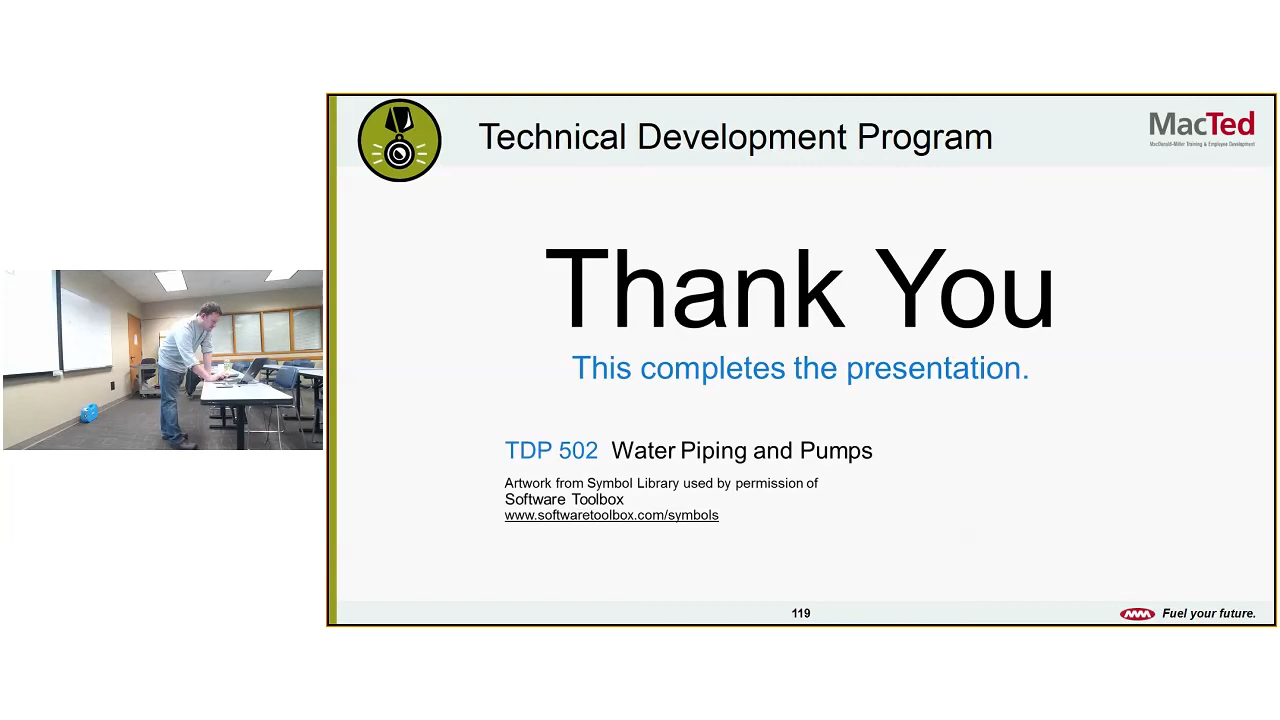 Technical Development Program
MacTed
MacDonald-Miller Training & Employee Development
Thank You
This completes the presentation.
TDP 502 Water Piping and Pumps
Artwork from Symbol Library used by permission of
Software Toolbox
www.softwaretoolbox.com/symbols
119
Fuel your future.